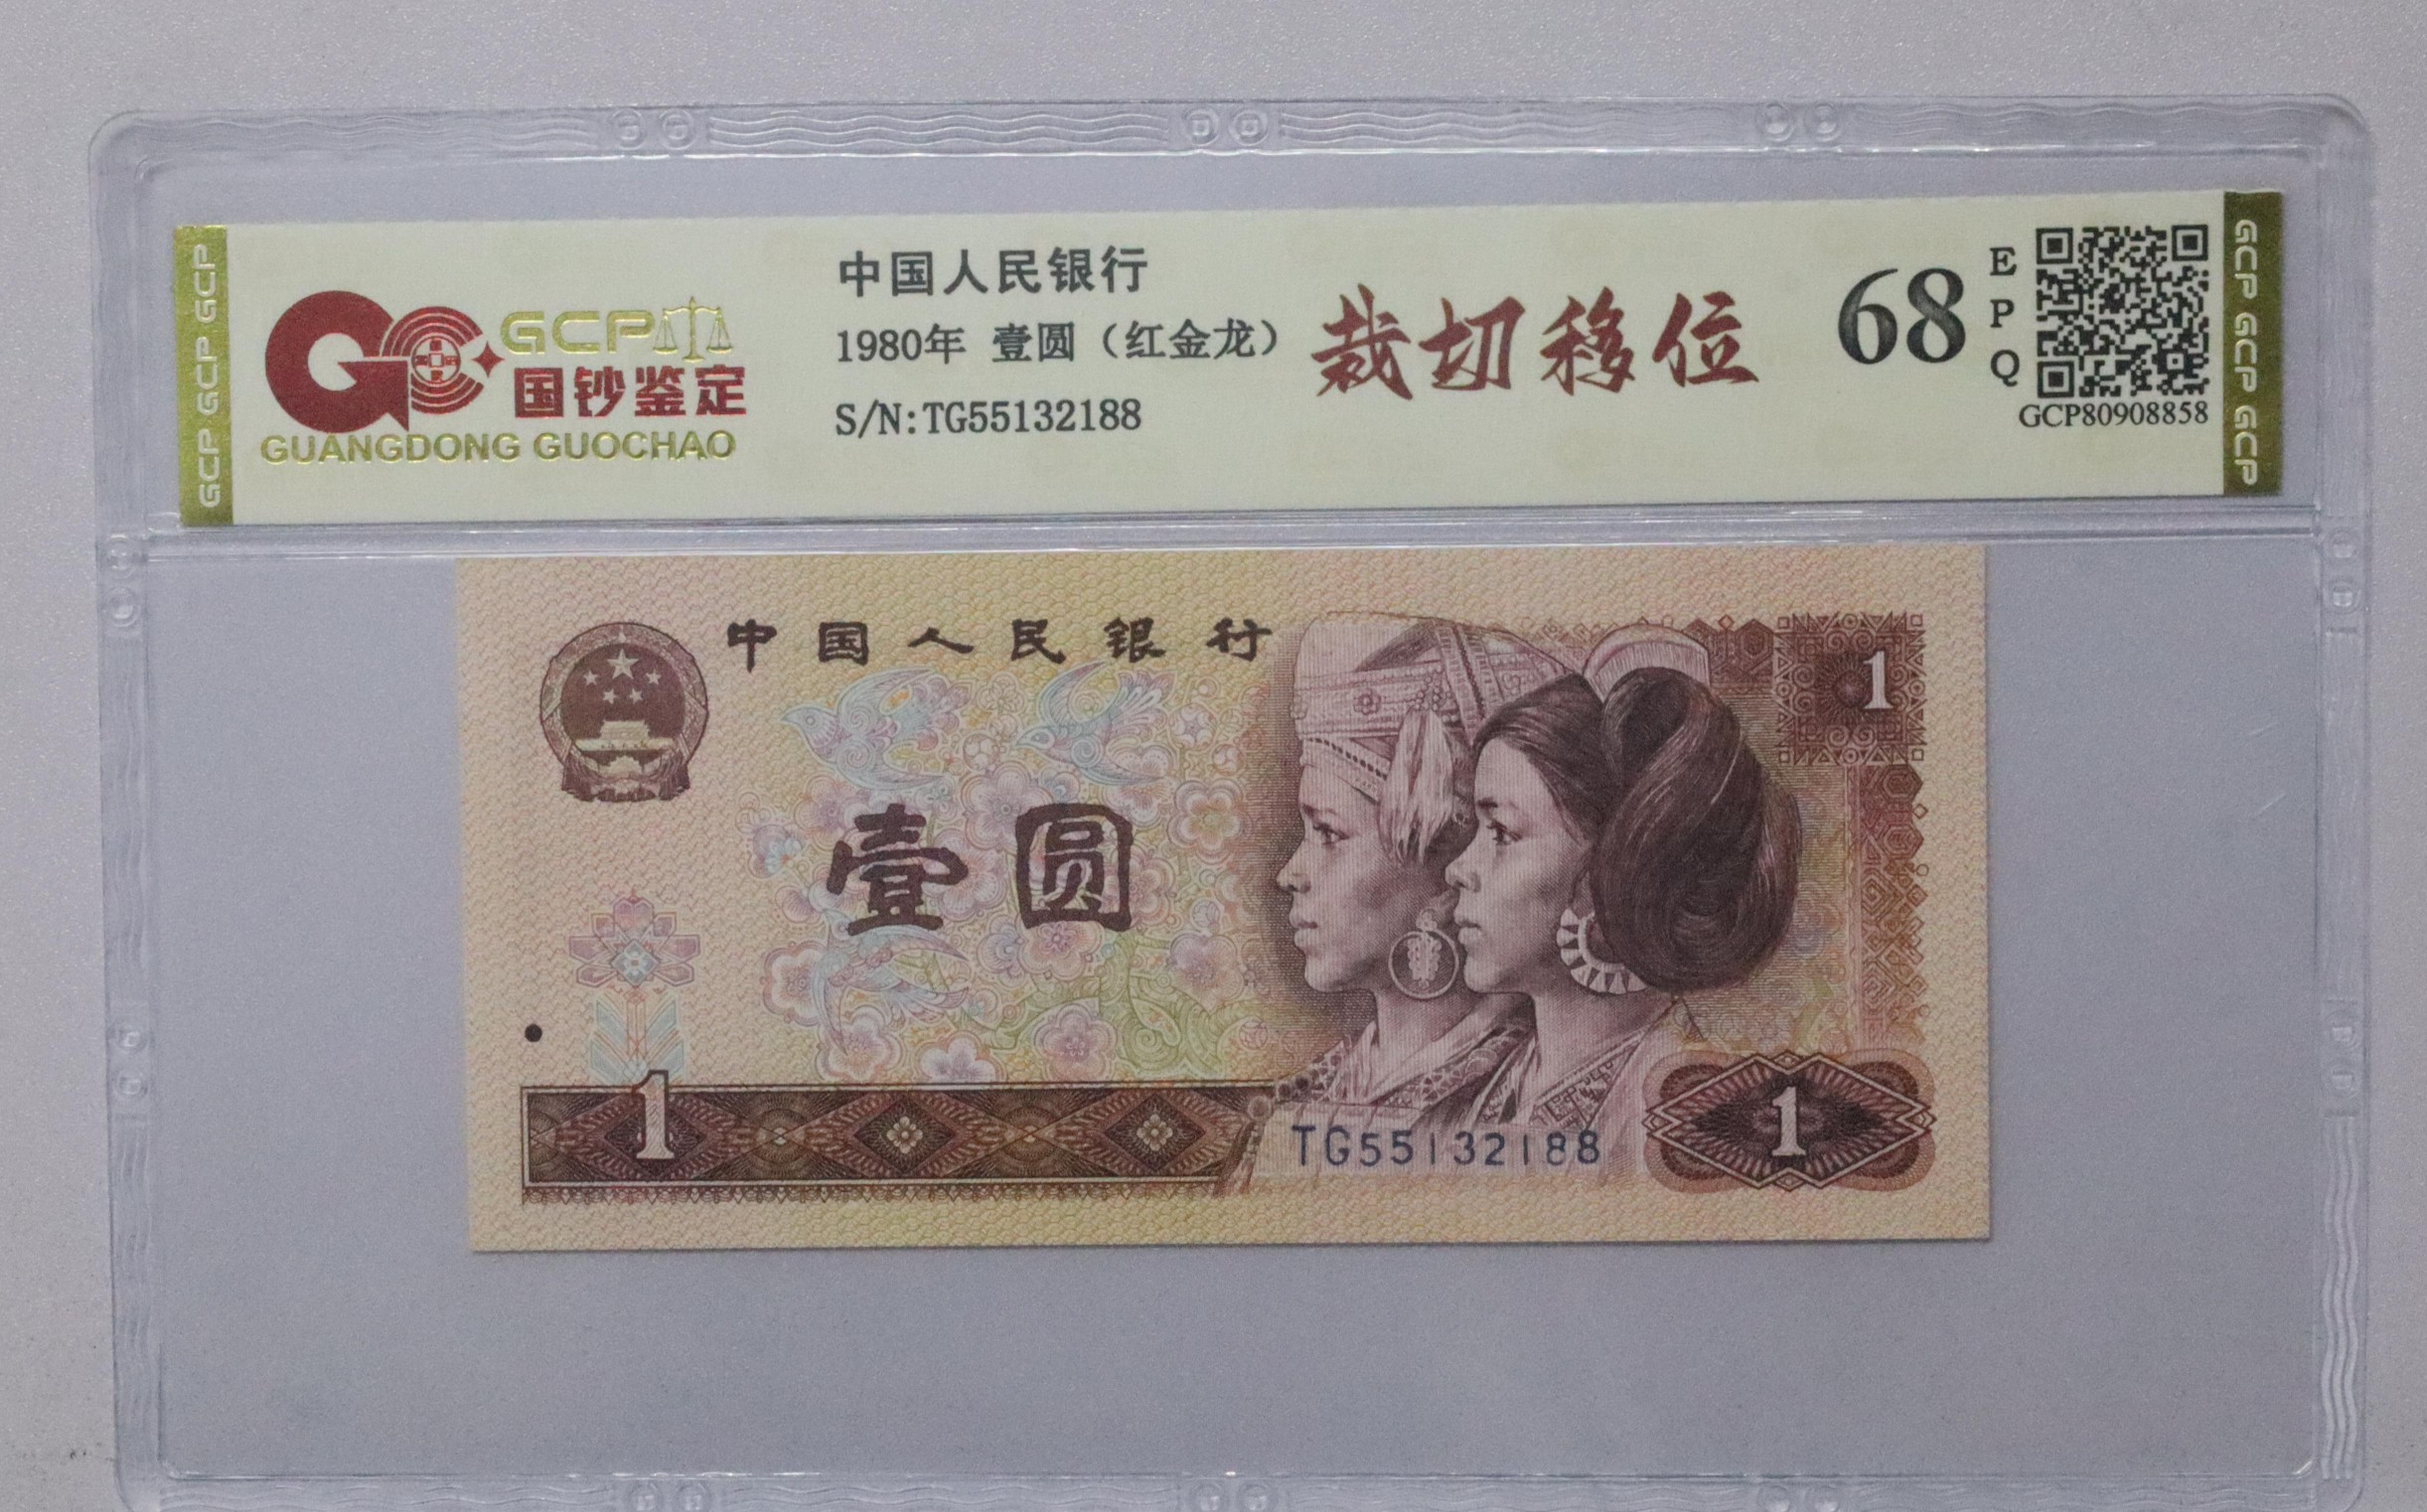 GCP GCP GCP
GCP
国钞鉴定
GUANGDONG GUOCHAO
中国人民银行
1980年 壹圆（红金龙）
S/N:TG55132188
裁切移位
68
EPQ
GCP80908858
GCP GCP GCP
中国人民银行
1
壹圆
1
TG55132188
1